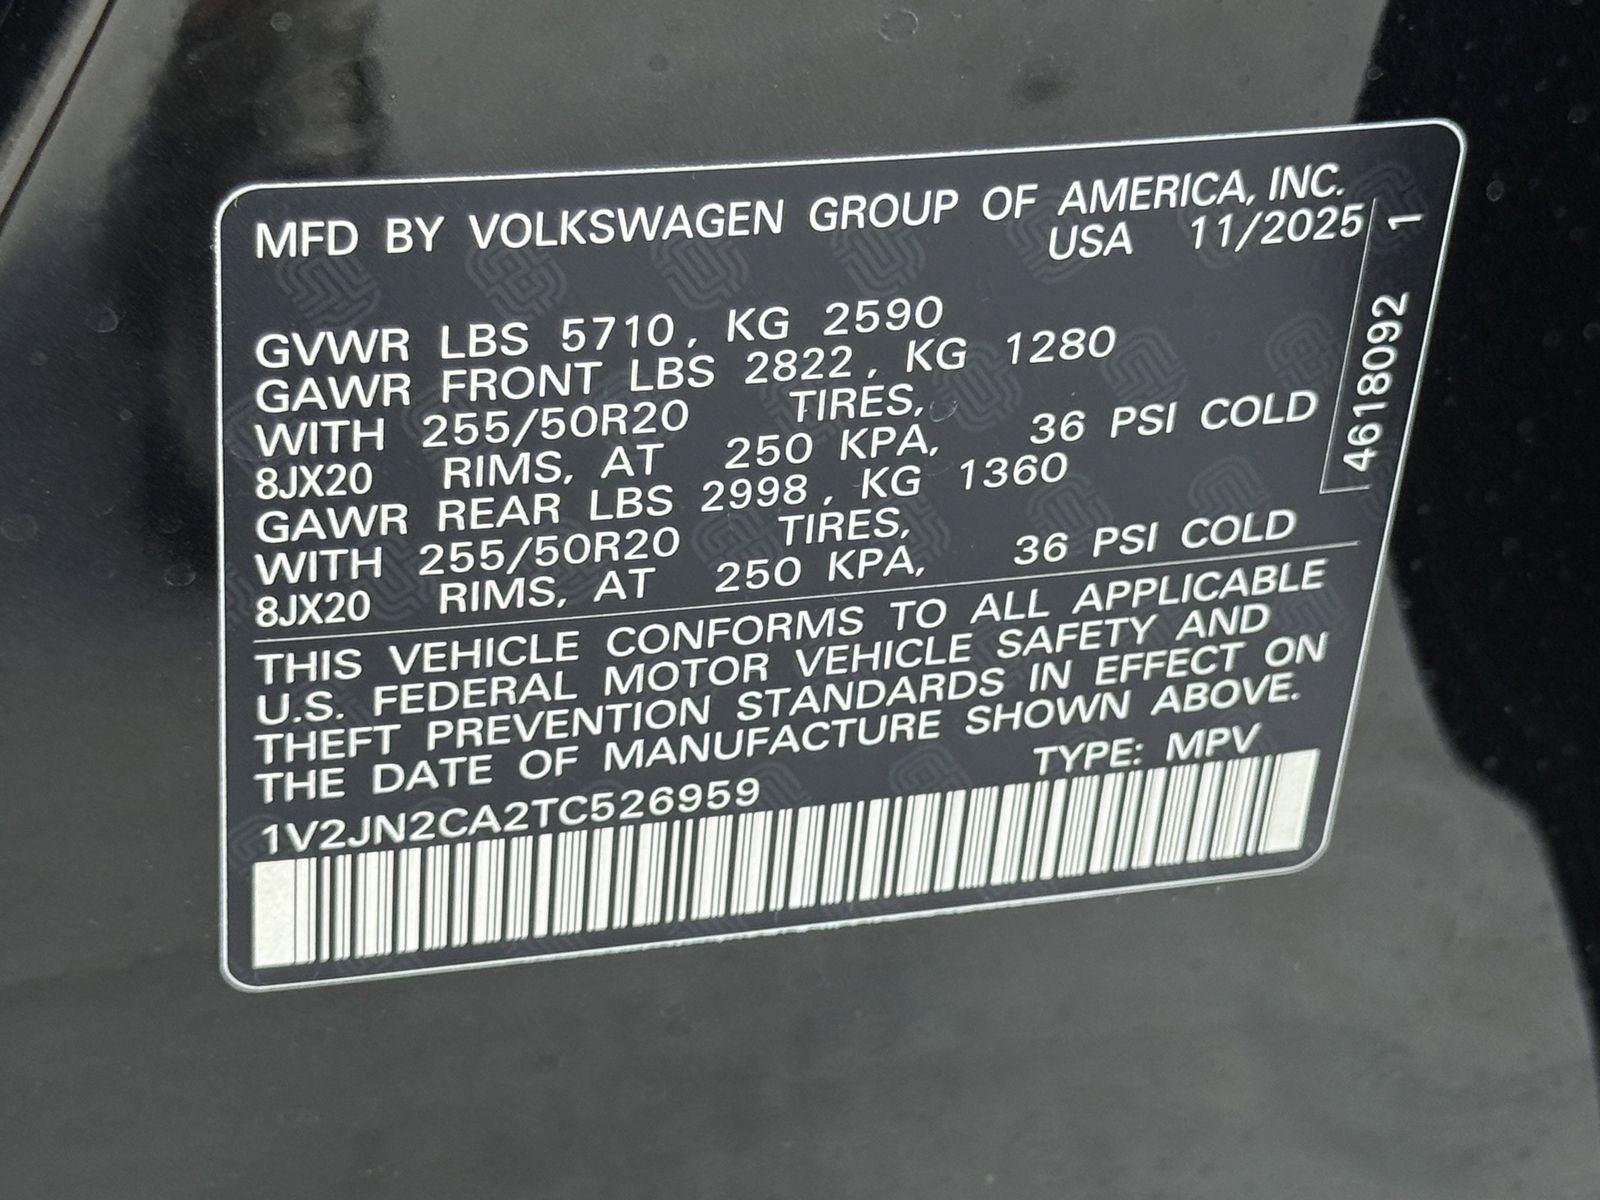 MFD BY VOLKSWAGEN GROUP OF AMERICA, INC.
USA 11/2025
GVWR LBS 5710, KG 2590
GAWR FRONT LBS 2822, KG 1280
WITH 255/50R20 TIRES,
8JX20 RIMS, AT 250 KPA, 36 PSI COLD
GAWR REAR LBS 2998, KG 1360
WITH 255/50R20 TIRES,
8JX20 RIMS, AT 250 KPA, 36 PSI COLD
THIS VEHICLE CONFORMS TO ALL APPLICABLE
U.S. FEDERAL MOTOR VEHICLE SAFETY AND
THEFT PREVENTION STANDARDS IN EFFECT ON
THE DATE OF MANUFACTURE SHOWN ABOVE.
TYPE: MPV
1V2JN2CA2TC526959
4618092 1